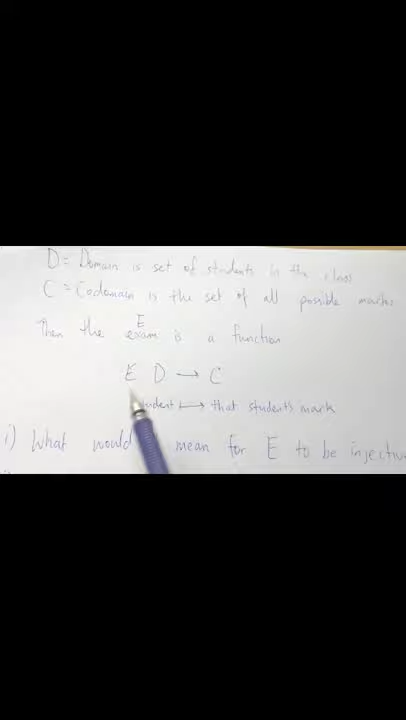 D = Domain is set of students in the class
C = Codomain is the set of all possible marks
Then the exam E is a function
E D → C
student ↦ that students mark
i) What would mean for E to be injective